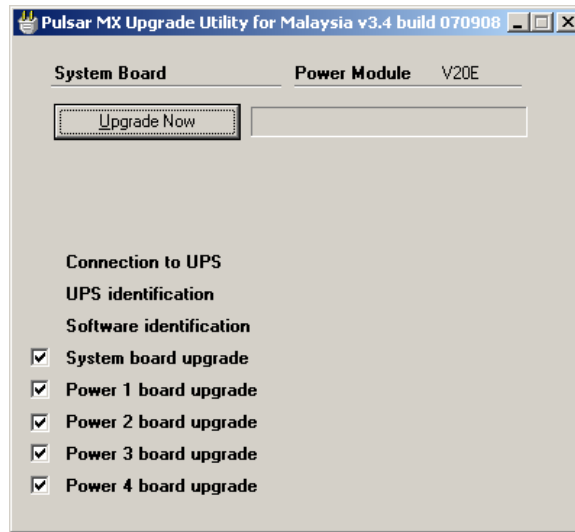 Pulsar MX Upgrade Utility for Malaysia v3.4 build 070908
System Board Power Module V20E
Upgrade Now
Connection to UPS
UPS identification
Software identification
System board upgrade
Power 1 board upgrade
Power 2 board upgrade
Power 3 board upgrade
Power 4 board upgrade